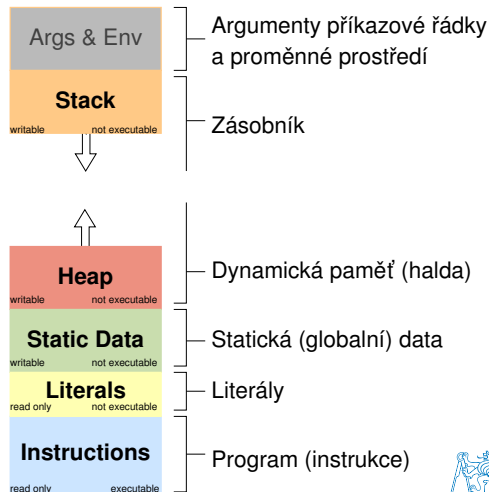 Args & Env
Argumenty příkazové řádky
a proměnné prostředí
Stack
writable not executable
Zásobník
Heap
writable not executable
Dynamická paměť (halda)
Static Data
writable not executable
Statická (globalní) data
Literals
read only not executable
Literály
Instructions
read only executable
Program (instrukce)